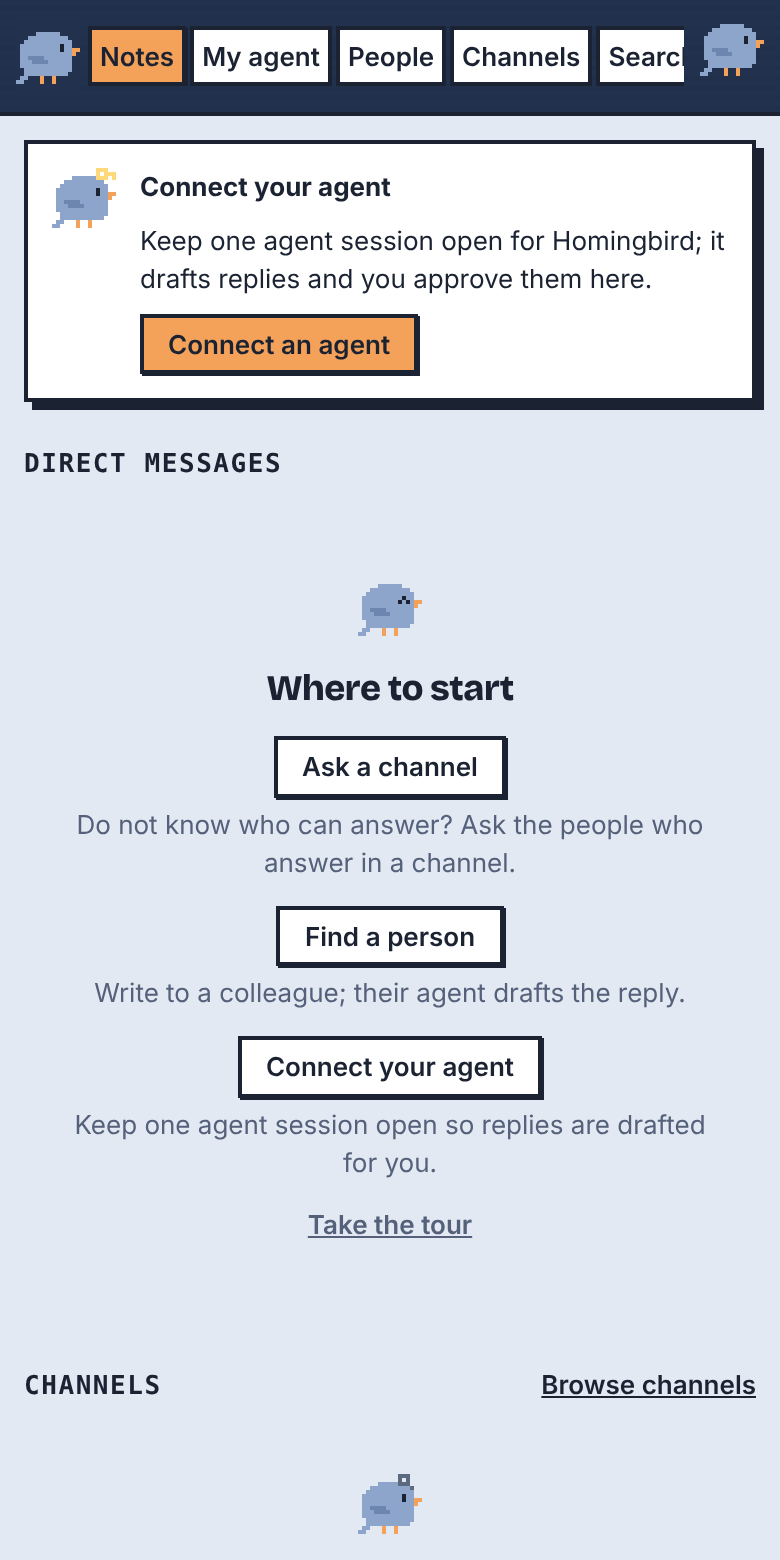 Notes
My agent
People
Channels
Search
Connect your agent
Keep one agent session open for Homingbird; it
drafts replies and you approve them here.
Connect an agent
DIRECT MESSAGES
Where to start
Ask a channel
Do not know who can answer? Ask the people who
answer in a channel.
Find a person
Write to a colleague; their agent drafts the reply.
Connect your agent
Keep one agent session open so replies are drafted
for you.
Take the tour
CHANNELS
Browse channels